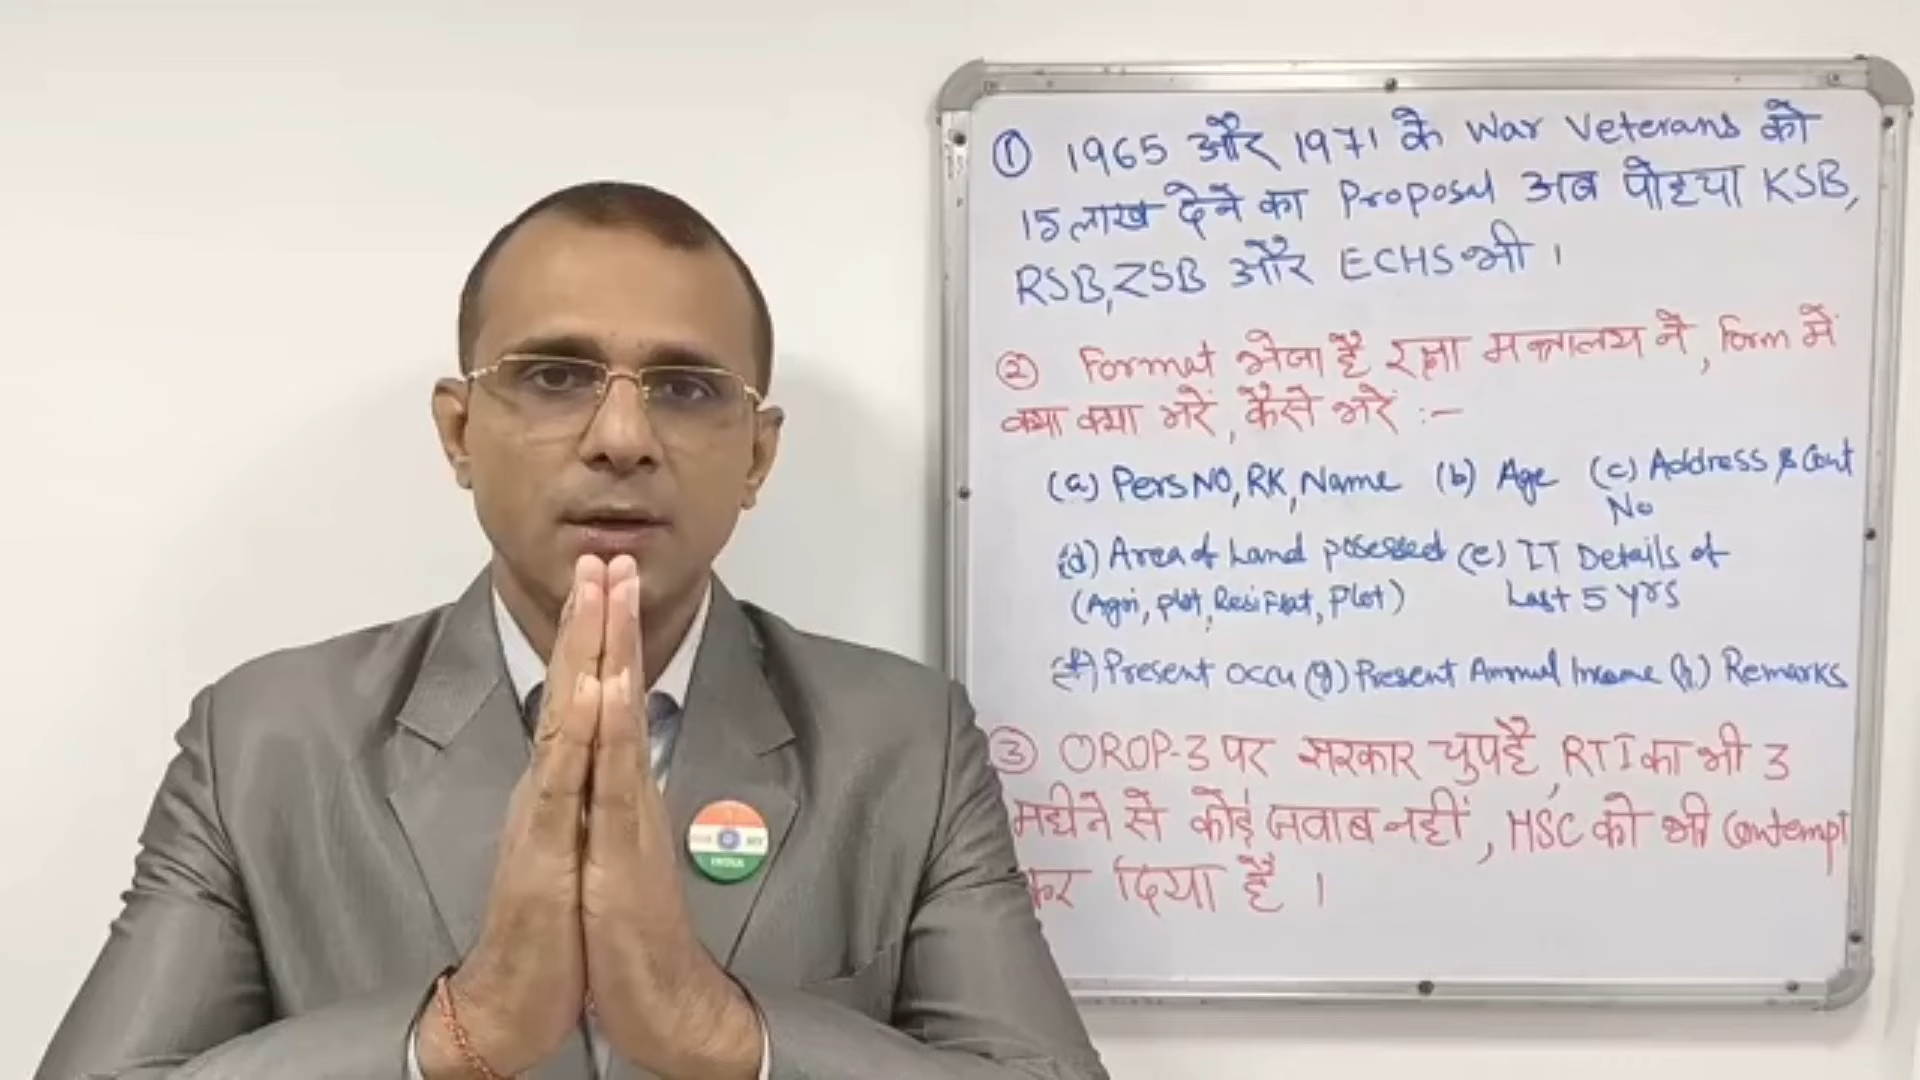 ① 1965 और 1971 के War Veterans को
15 लाख देने का Proposal अब पोहचा KSB,
RSB, ZSB और ECHS भी ।
② Format भेजा है रक्षा मन्त्रालय ने, Form में
क्या क्या भरें, कैसे भरें :-
(a) Pers NO, RK, Name (b) Age (c) Address & Cont
No
(d) Area of Land posessed (e) IT Details of
(Agri, plot, Resi Flat, Plot) Last 5 yrs
(f) Present Occu (g) Present Annual Income (h) Remarks
③ OROP-3 पर सरकार चुप है, RTI का भी 3
महीने से कोई जवाब नहीं, HSC को भी Contempt
कर दिया है ।
INDIA